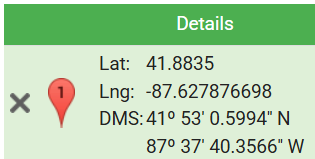 Details
1
Lat: 41.8835
Lng: -87.627876698
DMS: 41º 53' 0.5994" N
87º 37' 40.3566" W